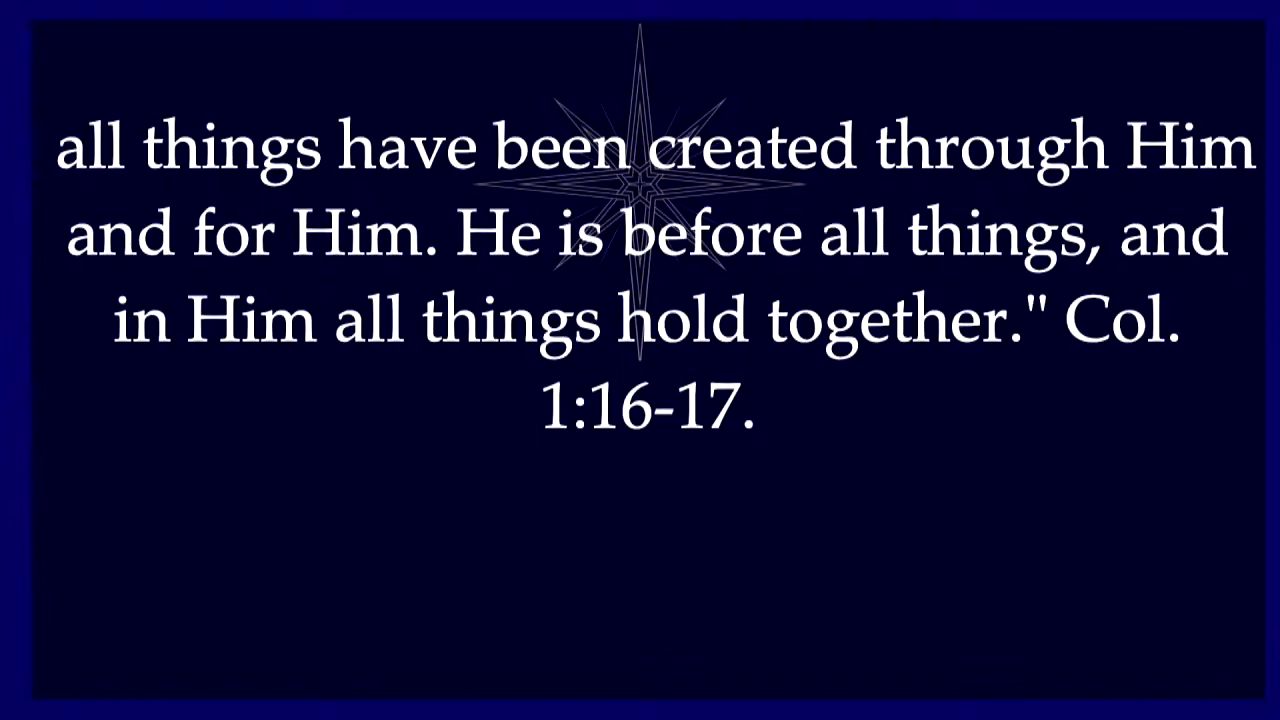 all things have been created through Him
and for Him. He is before all things, and
in Him all things hold together." Col.
1:16-17.